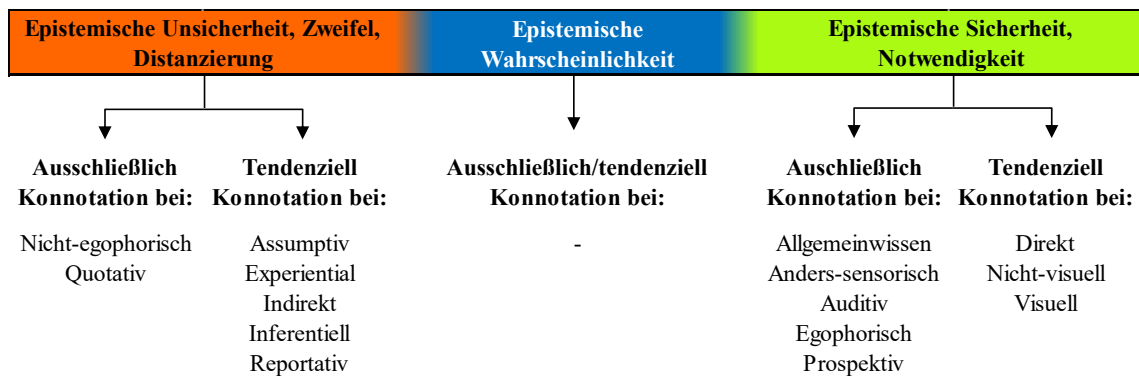 Epistemische Unsicherheit, Zweifel,
Distanzierung
Epistemische
Wahrscheinlichkeit
Epistemische Sicherheit,
Notwendigkeit
Ausschließlich
Konnotation bei:
Nicht-egophorisch
Quotativ
Tendenziell
Konnotation bei:
Assumptiv
Experiential
Indirekt
Inferentiell
Reportativ
Ausschließlich/tendenziell
Konnotation bei:
-
Auschließlich
Konnotation bei:
Allgemeinwissen
Anders-sensorisch
Auditiv
Egophorisch
Prospektiv
Tendenziell
Konnotation bei:
Direkt
Nicht-visuell
Visuell